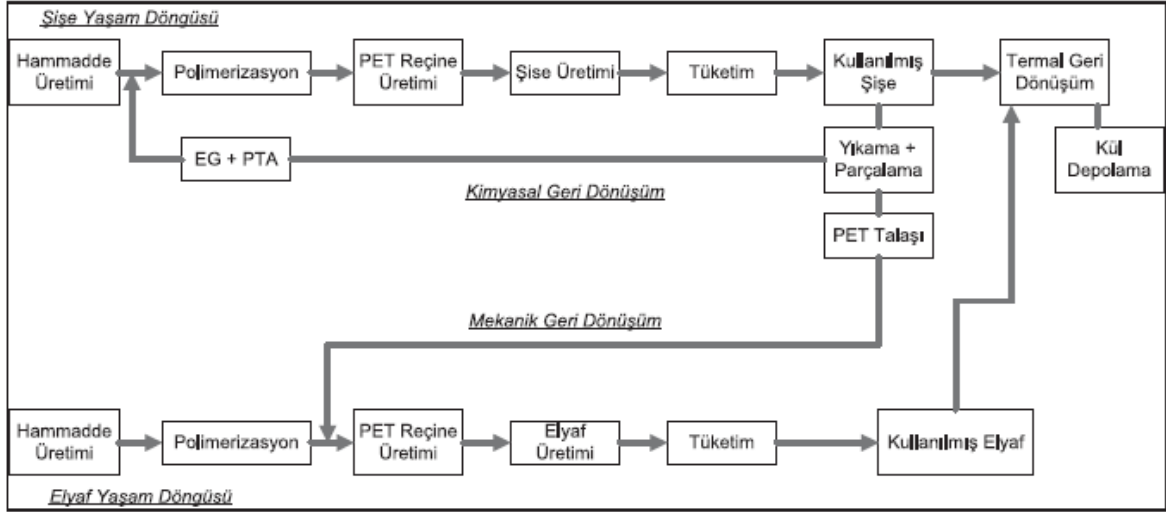 Şişe Yaşam Döngüsü
Hammadde
Üretimi
Polimerizasyon
PET Reçine
Üretimi
Şise Üretimi
Tüketim
Kullanılmış
Şişe
Termal Geri
Dönüşüm
EG + PTA
Yıkama +
Parçalama
Kül
Depolama
Kimyasal Geri Dönüşüm
PET Talaşı
Mekanik Geri Dönüşüm
Hammadde
Üretimi
Polimerizasyon
PET Reçine
Üretimi
Elyaf
Üretimi
Tüketim
Kullanılmış Elyaf
Elyaf Yaşam Döngüsü